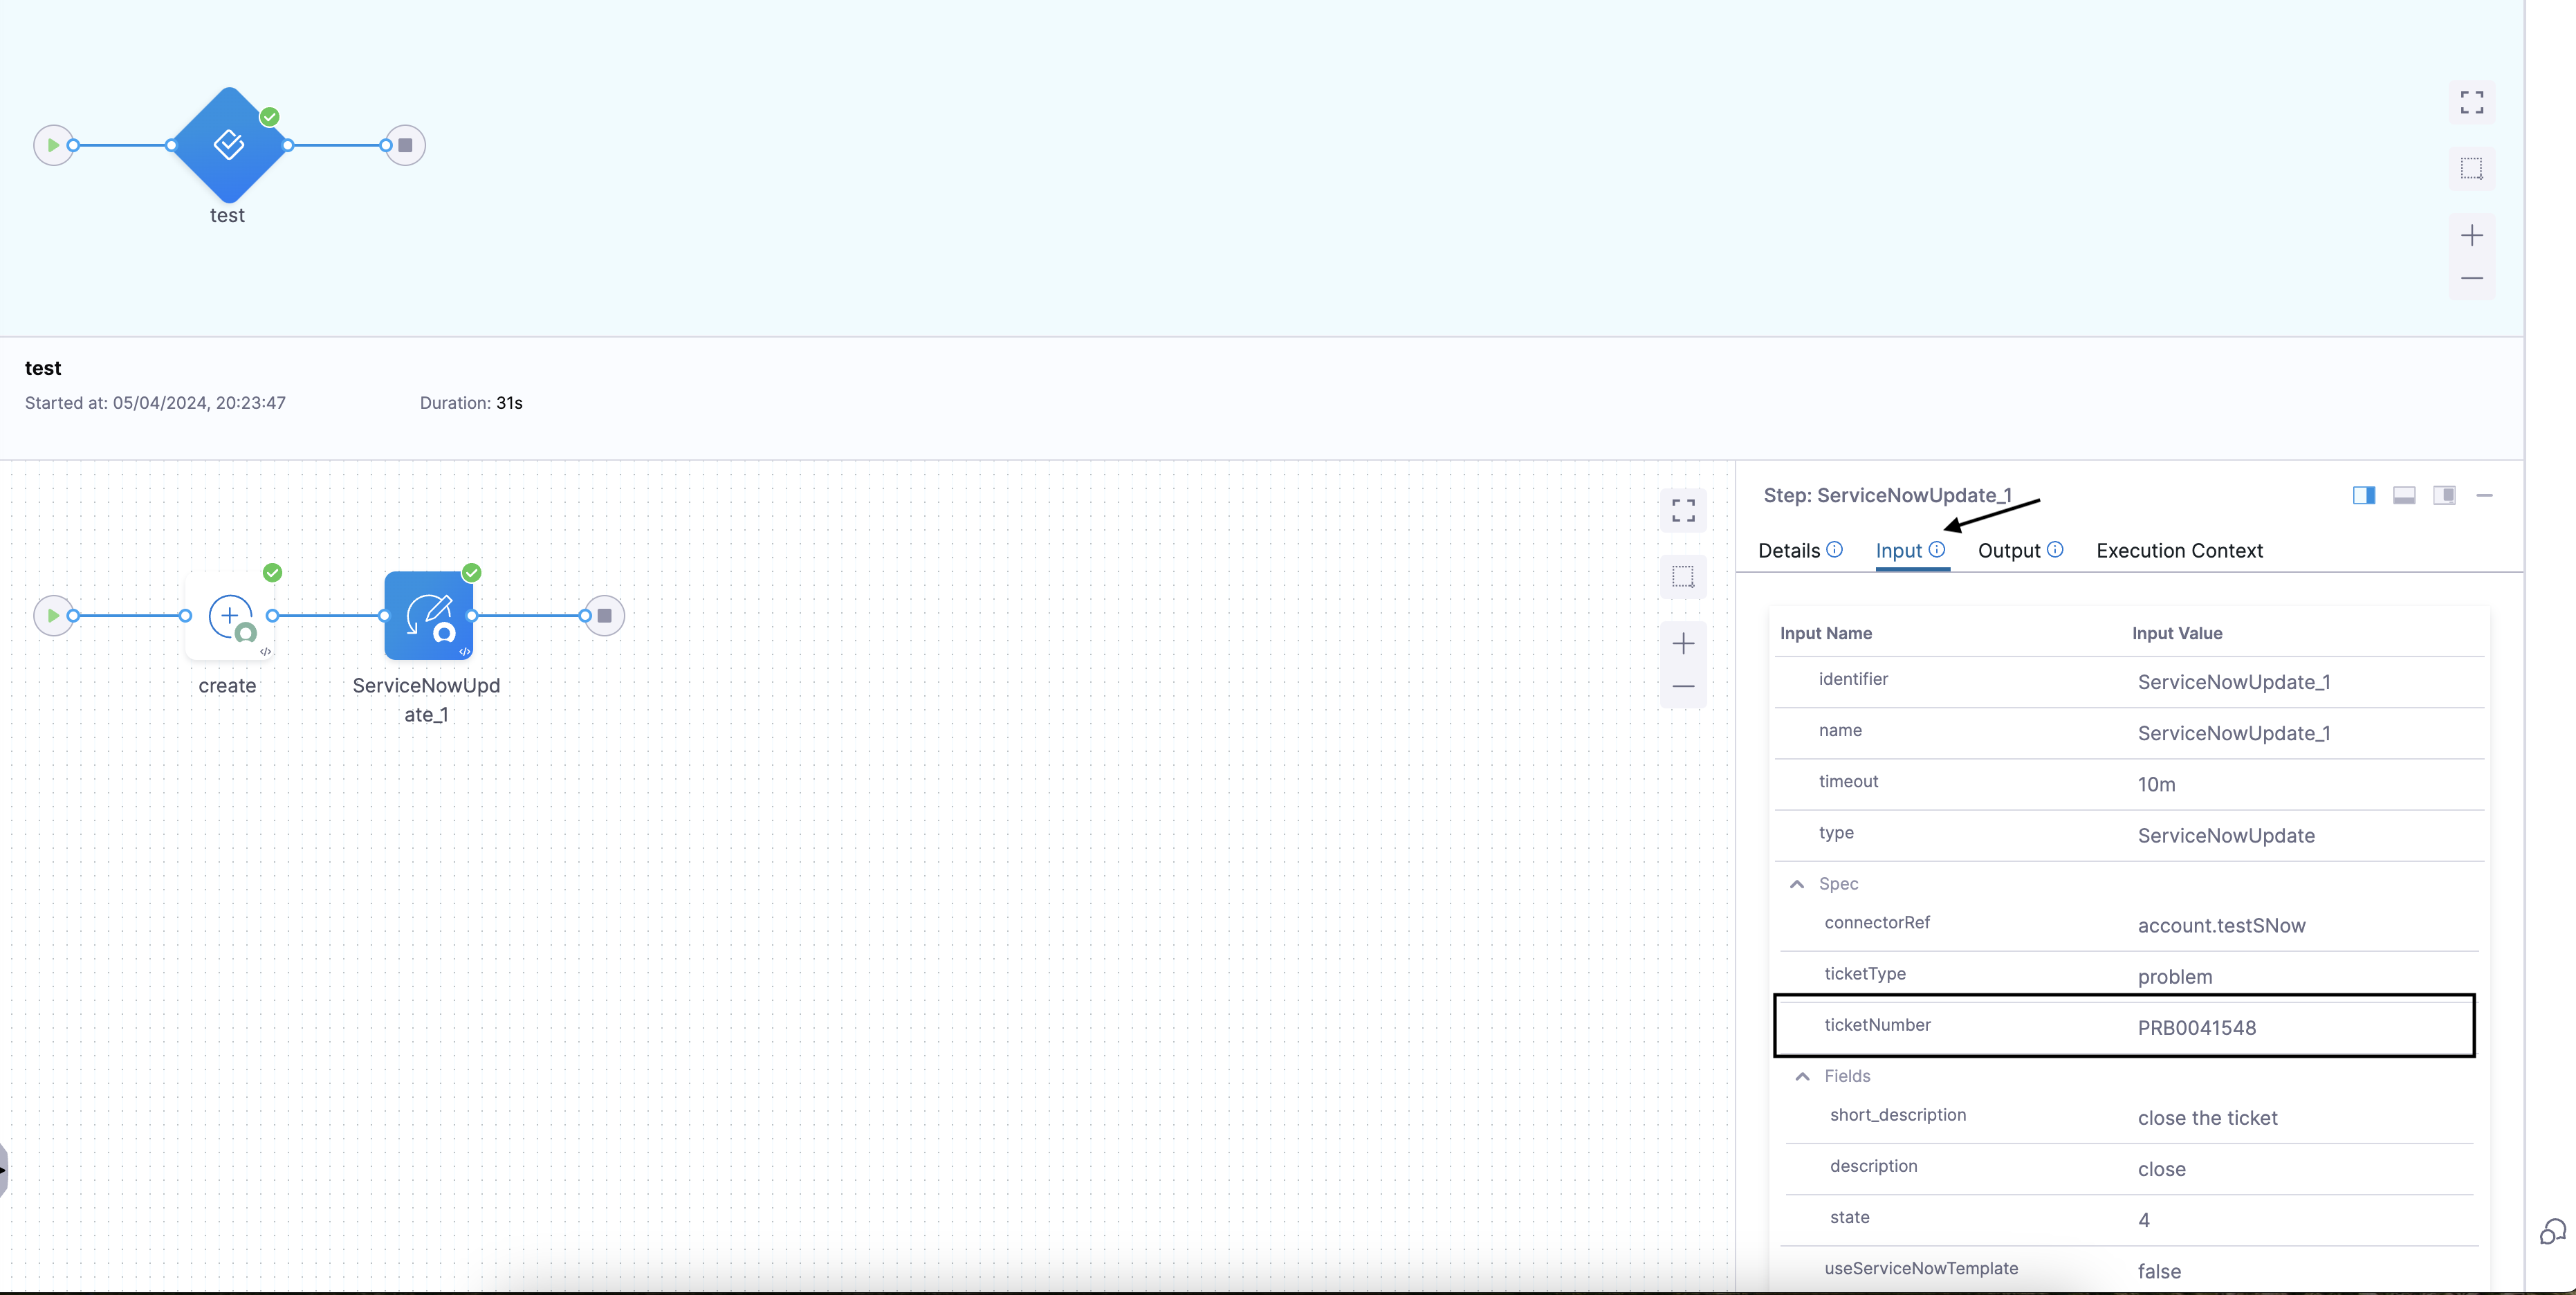 test
test
Started at: 05/04/2024, 20:23:47 Duration: 31s
create
ServiceNowUpd
ate_1
Step: ServiceNowUpdate_1
Details Input Output Execution Context
Input Name Input Value
identifier ServiceNowUpdate_1
name ServiceNowUpdate_1
timeout 10m
type ServiceNowUpdate
Spec
connectorRef account.testSNow
ticketType problem
ticketNumber PRB0041548
Fields
short_description close the ticket
description close
state 4
useServiceNowTemplate false